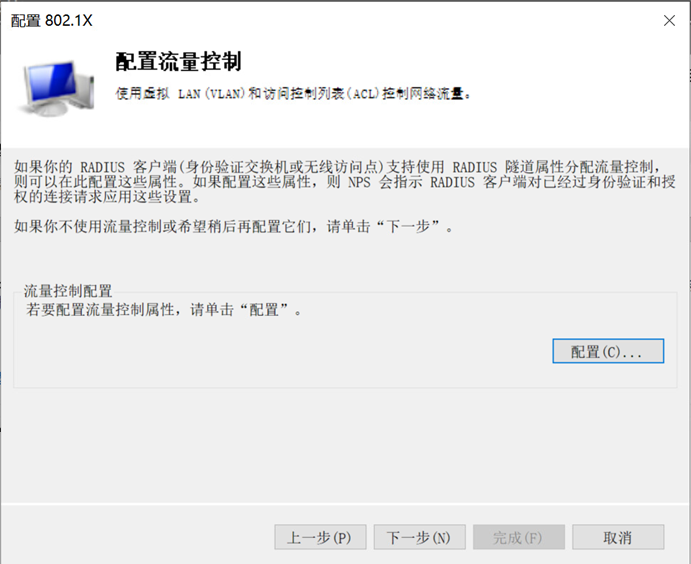 配置 802.1X
配置流量控制
使用虚拟 LAN(VLAN)和访问控制列表(ACL)控制网络流量。
如果你的 RADIUS 客户端(身份验证交换机或无线访问点)支持使用 RADIUS 隧道属性分配流量控制，
则可以在此配置这些属性。如果配置这些属性，则 NPS 会指示 RADIUS 客户端对已经过身份验证和授
权的连接请求应用这些设置。
如果你不使用流量控制或希望稍后再配置它们，请单击“下一步”。
流量控制配置
若要配置流量控制属性，请单击“配置”。
配置(C)...
上一步(P) 下一步(N) 完成(F) 取消